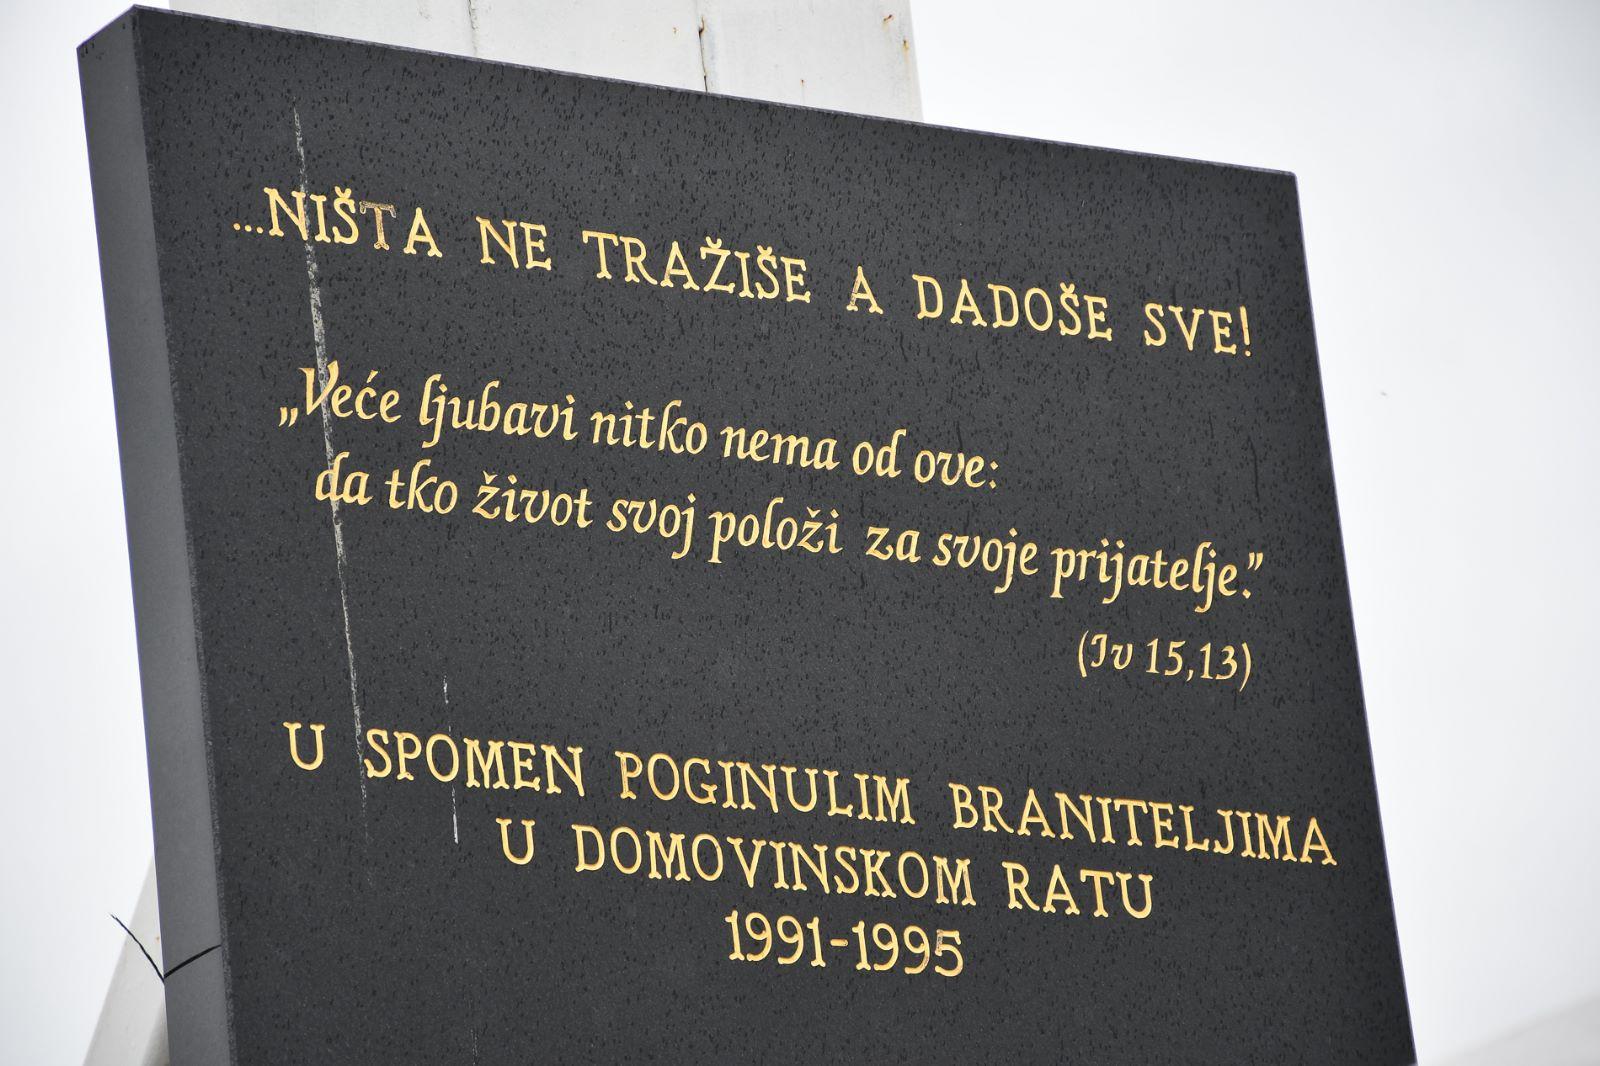 ...NIŠTA NE TRAŽIŠE A DADOŠE SVE!
„Veće ljubavi nitko nema od ove:
da tko život svoj položi za svoje prijatelje.”
(Iv 15,13)
U SPOMEN POGINULIM BRANITELJIMA
U DOMOVINSKOM RATU
1991-1995